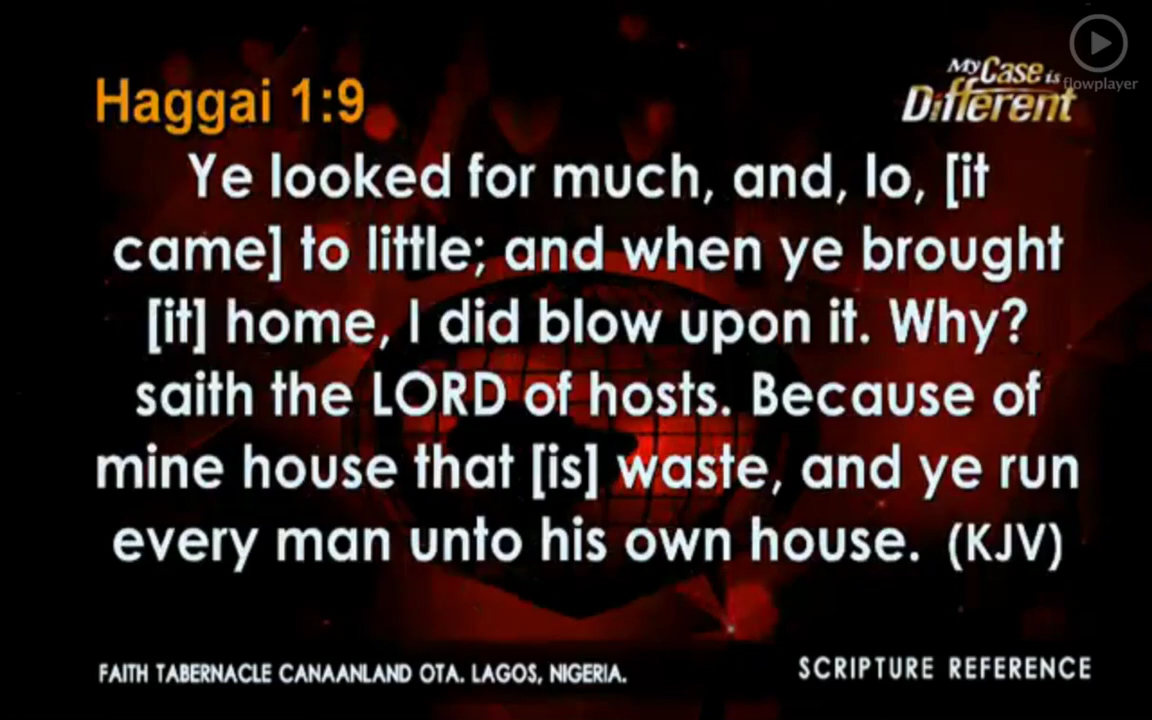 Haggai 1:9
My Case is
Different
flowplayer
Ye looked for much, and, lo, [it
came] to little; and when ye brought
[it] home, I did blow upon it. Why?
saith the LORD of hosts. Because of
mine house that [is] waste, and ye run
every man unto his own house. (KJV)
FAITH TABERNACLE CANAANLAND OTA. LAGOS, NIGERIA.
SCRIPTURE REFERENCE